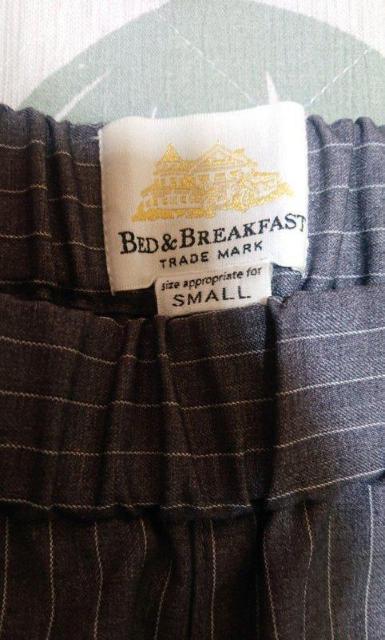 BED & BREAKFAST
TRADE MARK
size appropriate for
SMALL